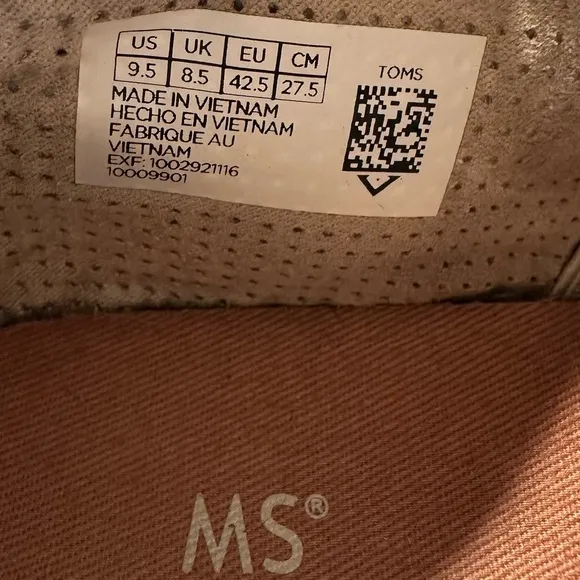 US UK EU CM
9.5 8.5 42.5 27.5
MADE IN VIETNAM
HECHO EN VIETNAM
FABRIQUE AU
VIETNAM
EXF: 1002921116
10009901
TOMS
MS®